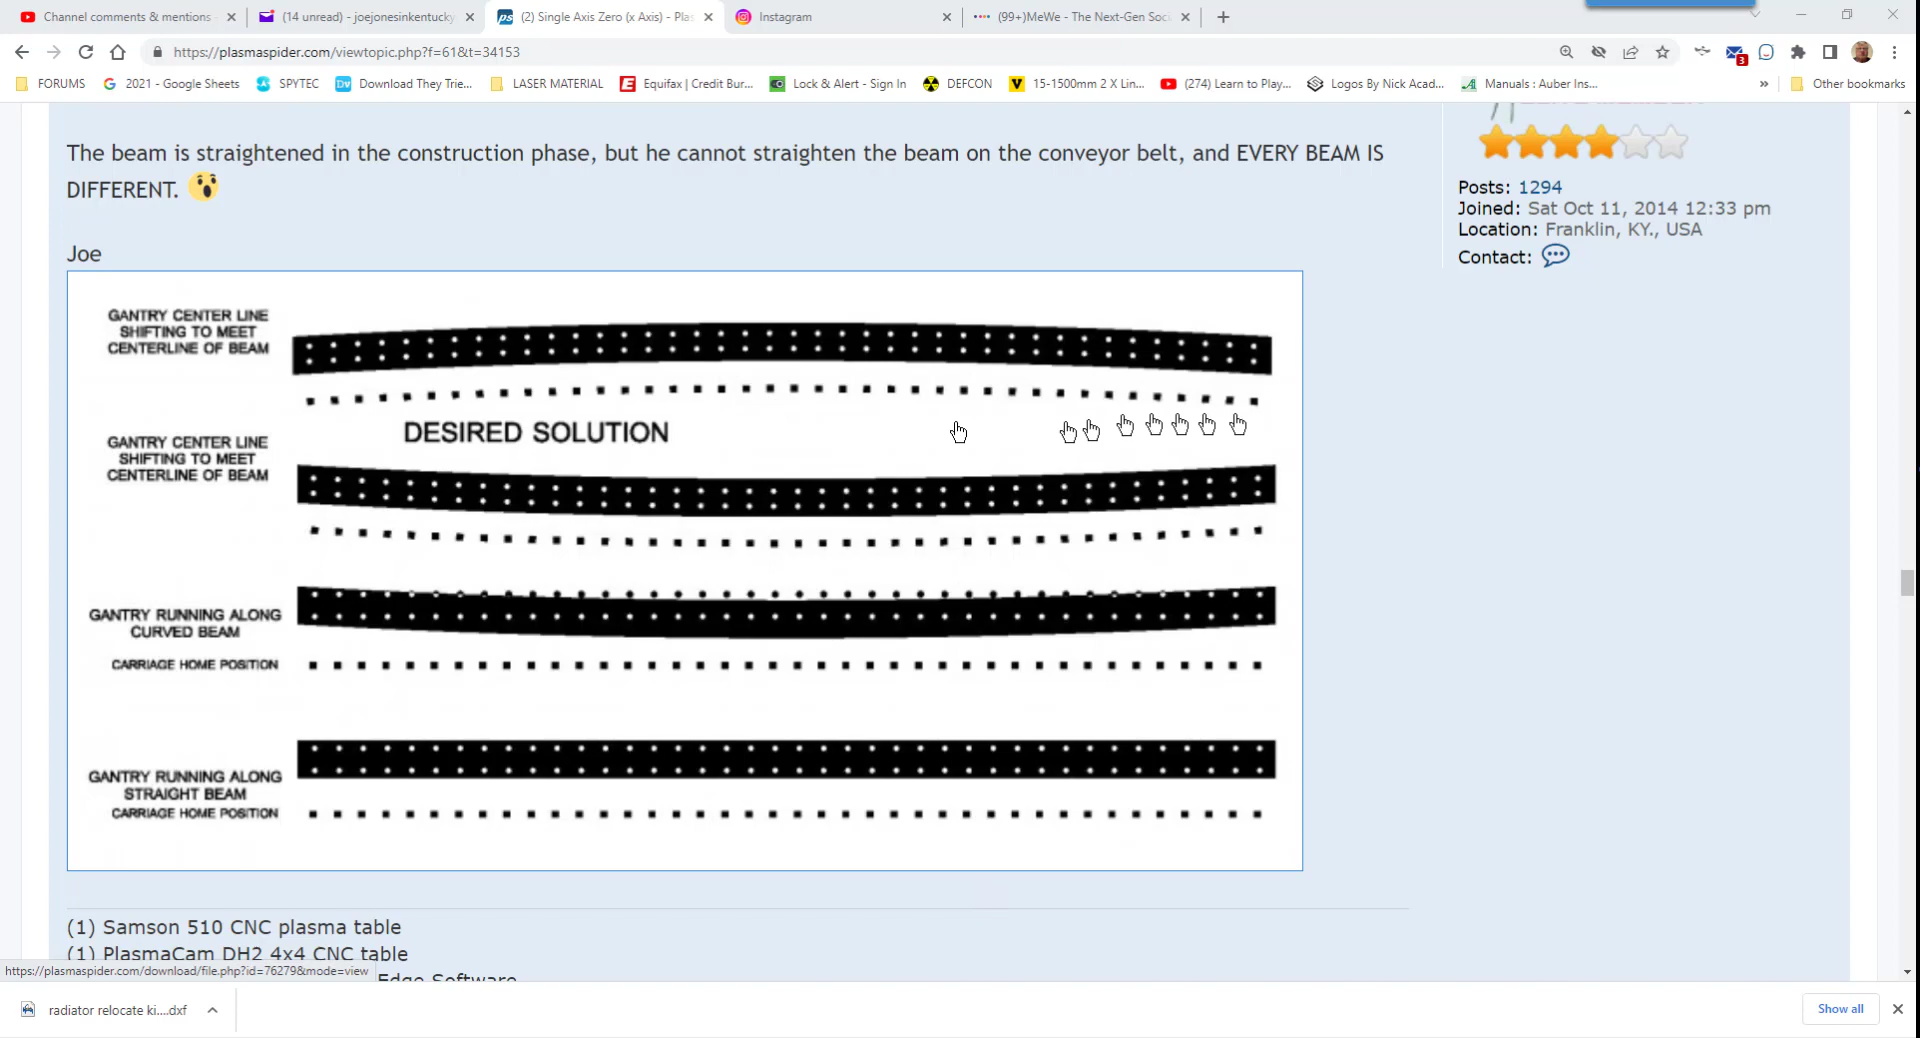 Channel comments & mentions
(14 unread) - joejonesinkentucky
(2) Single Axis Zero (x Axis) - Plas
Instagram
(99+)MeWe - The Next-Gen Soci
https://plasmaspider.com/viewtopic.php?f=61&t=34153
3
FORUMS
2021 - Google Sheets
SPYTEC
Download They Trie...
LASER MATERIAL
Equifax | Credit Bur...
Lock & Alert - Sign In
DEFCON
15-1500mm 2 X Lin...
(274) Learn to Play...
Logos By Nick Acad...
Manuals : Auber Ins...
Other bookmarks
The beam is straightened in the construction phase, but he cannot straighten the beam on the conveyor belt, and EVERY BEAM IS
DIFFERENT.
Posts: 1294
Joined: Sat Oct 11, 2014 12:33 pm
Location: Franklin, KY., USA
Contact:
Joe
GANTRY CENTER LINE
SHIFTING TO MEET
CENTERLINE OF BEAM
DESIRED SOLUTION
GANTRY CENTER LINE
SHIFTING TO MEET
CENTERLINE OF BEAM
GANTRY RUNNING ALONG
CURVED BEAM
CARRIAGE HOME POSITION
GANTRY RUNNING ALONG
STRAIGHT BEAM
CARRIAGE HOME POSITION
(1) Samson 510 CNC plasma table
(1) PlasmaCam DH2 4x4 CNC table
Edge Software
https://plasmaspider.com/download/file.php?id=76279&mode=view
radiator relocate ki....dxf
Show all